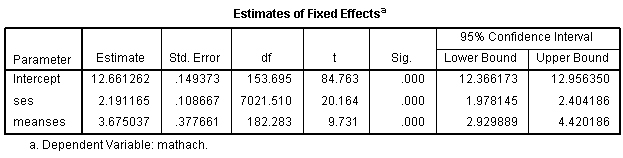 Estimates of Fixed Effects a
95% Confidence Interval
Parameter Estimate Std. Error df t Sig. Lower Bound Upper Bound
Intercept 12.661262 .149373 153.695 84.763 .000 12.366173 12.956350
ses 2.191165 .108667 7021.510 20.164 .000 1.978145 2.404186
meanses 3.675037 .377661 182.283 9.731 .000 2.929889 4.420186
a. Dependent Variable: mathach.